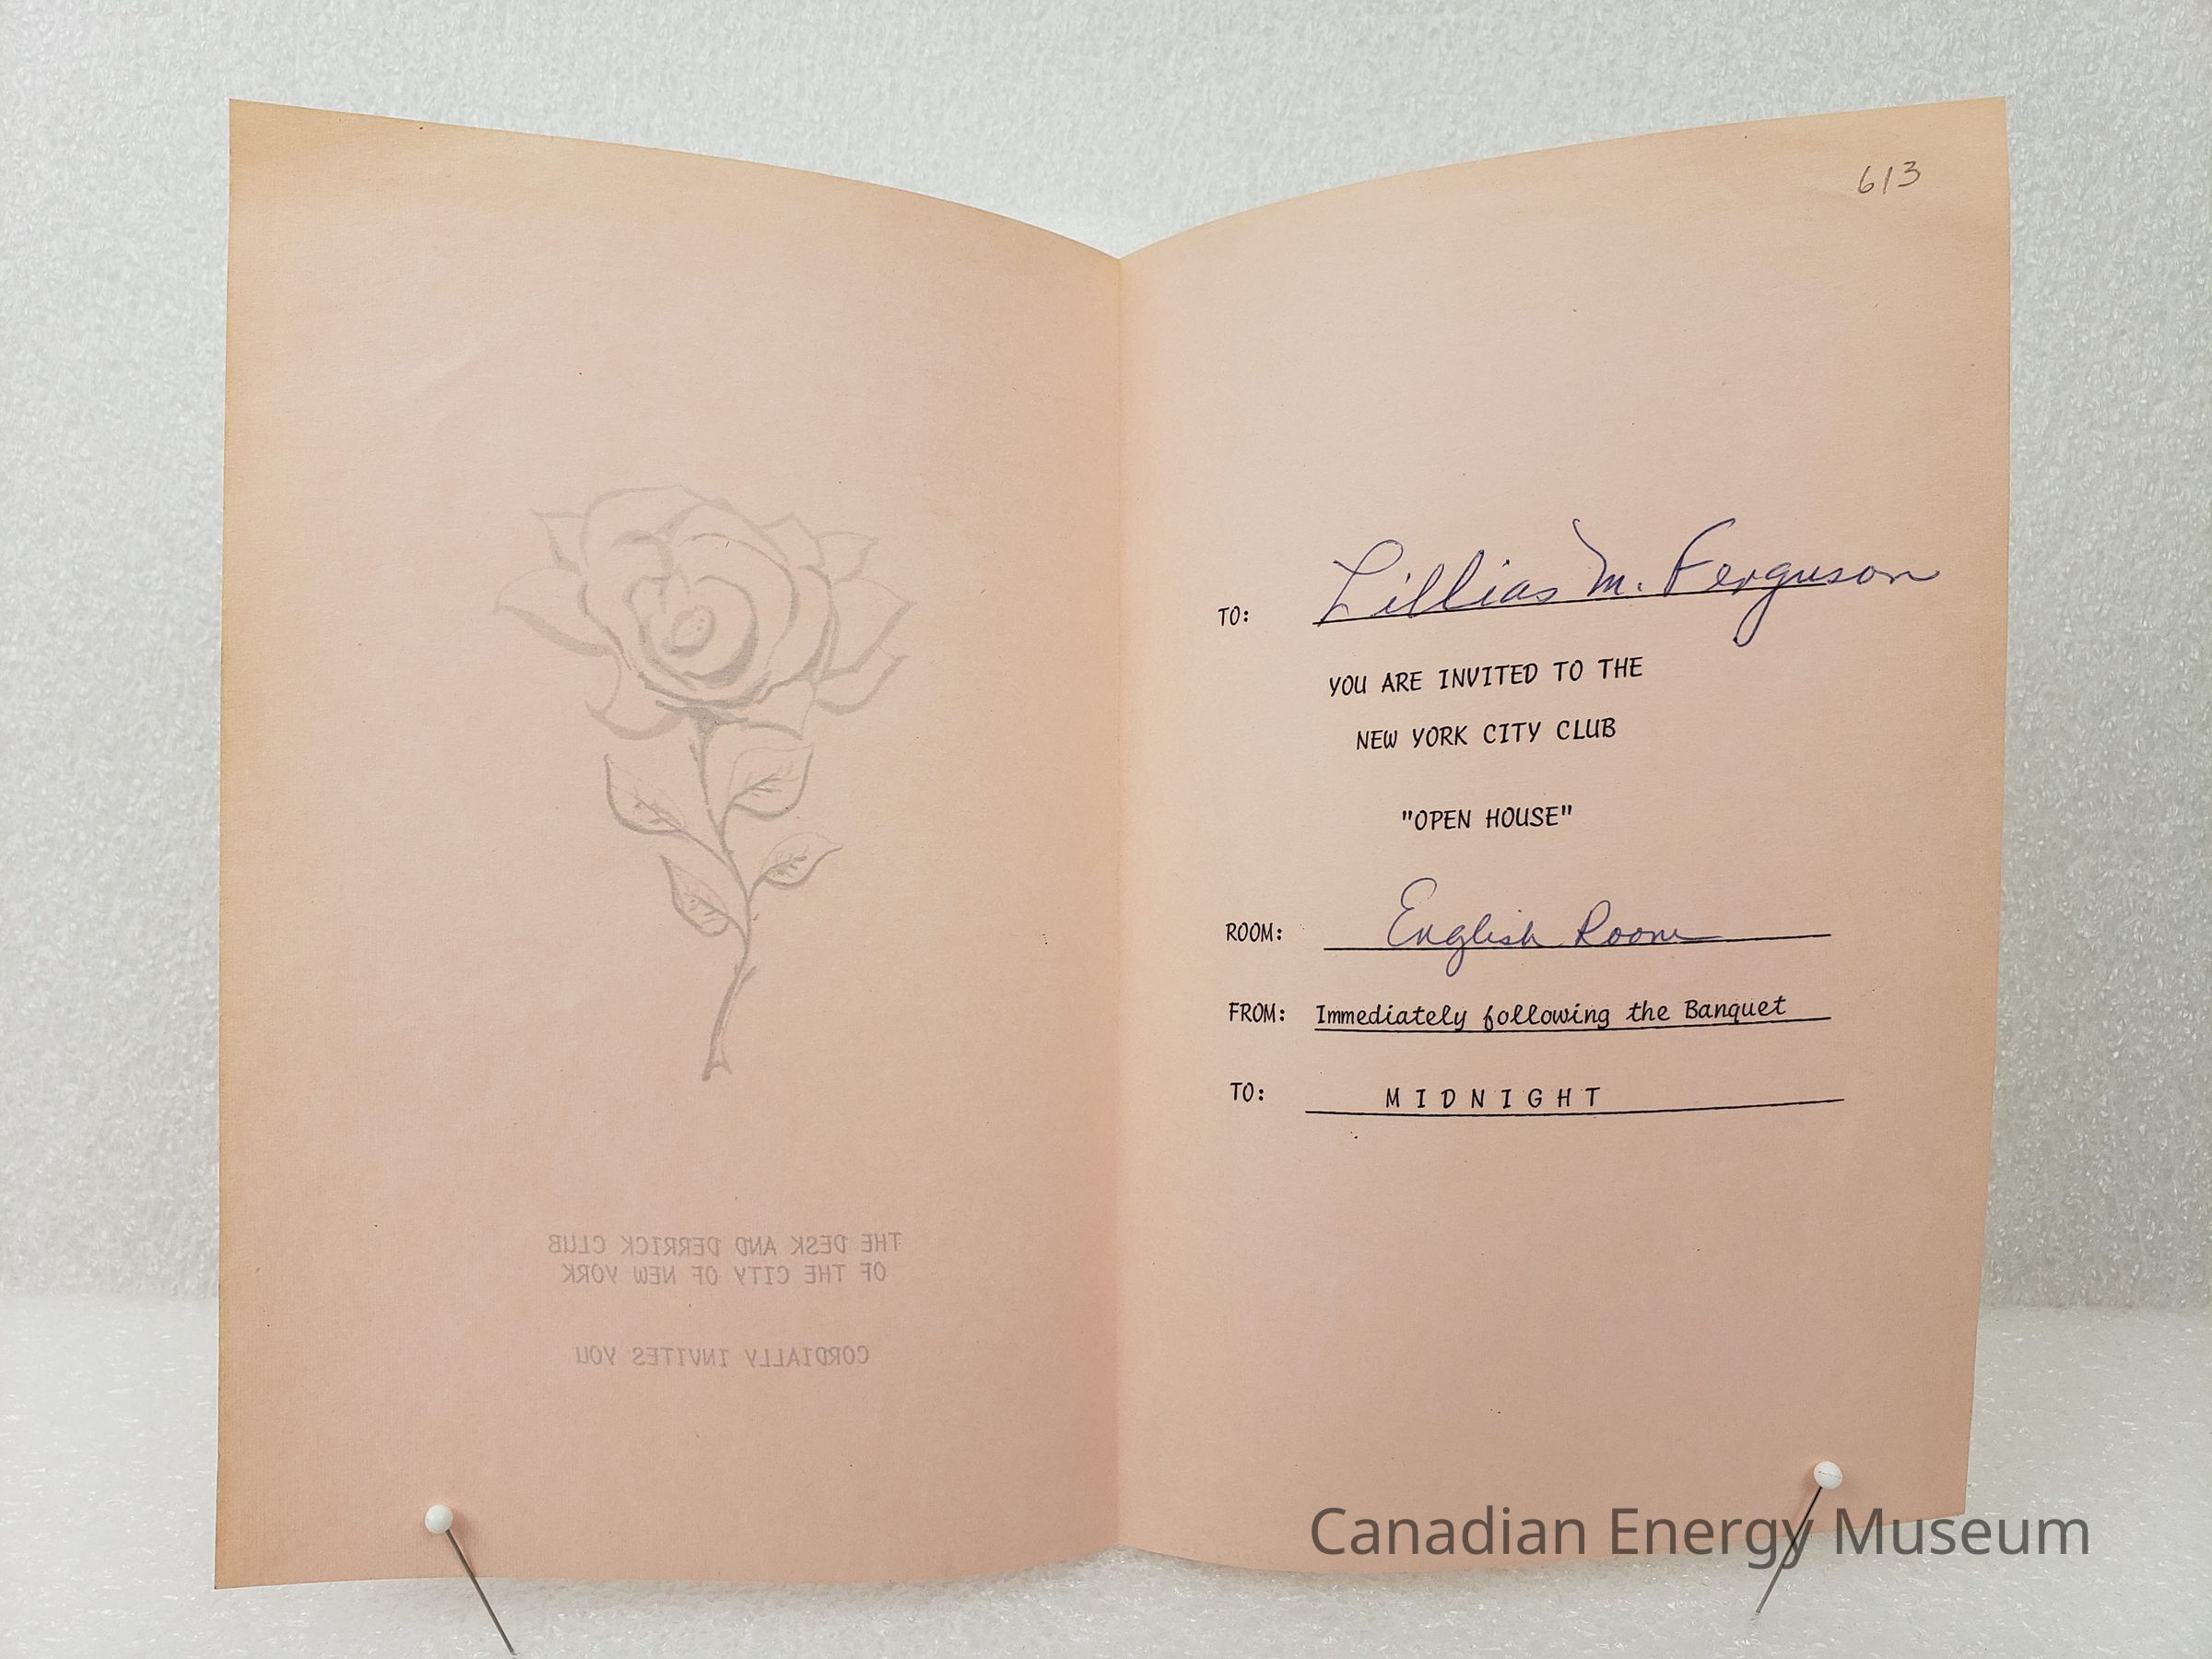 THE DESK AND DERRICK CLUB
OF THE CITY OF NEW YORK
CORDIALLY INVITES YOU
613
TO: Lillias M. Ferguson
YOU ARE INVITED TO THE
NEW YORK CITY CLUB
"OPEN HOUSE"
ROOM: English Room
FROM: Immediately following the Banquet
TO: MIDNIGHT
Canadian Energy Museum